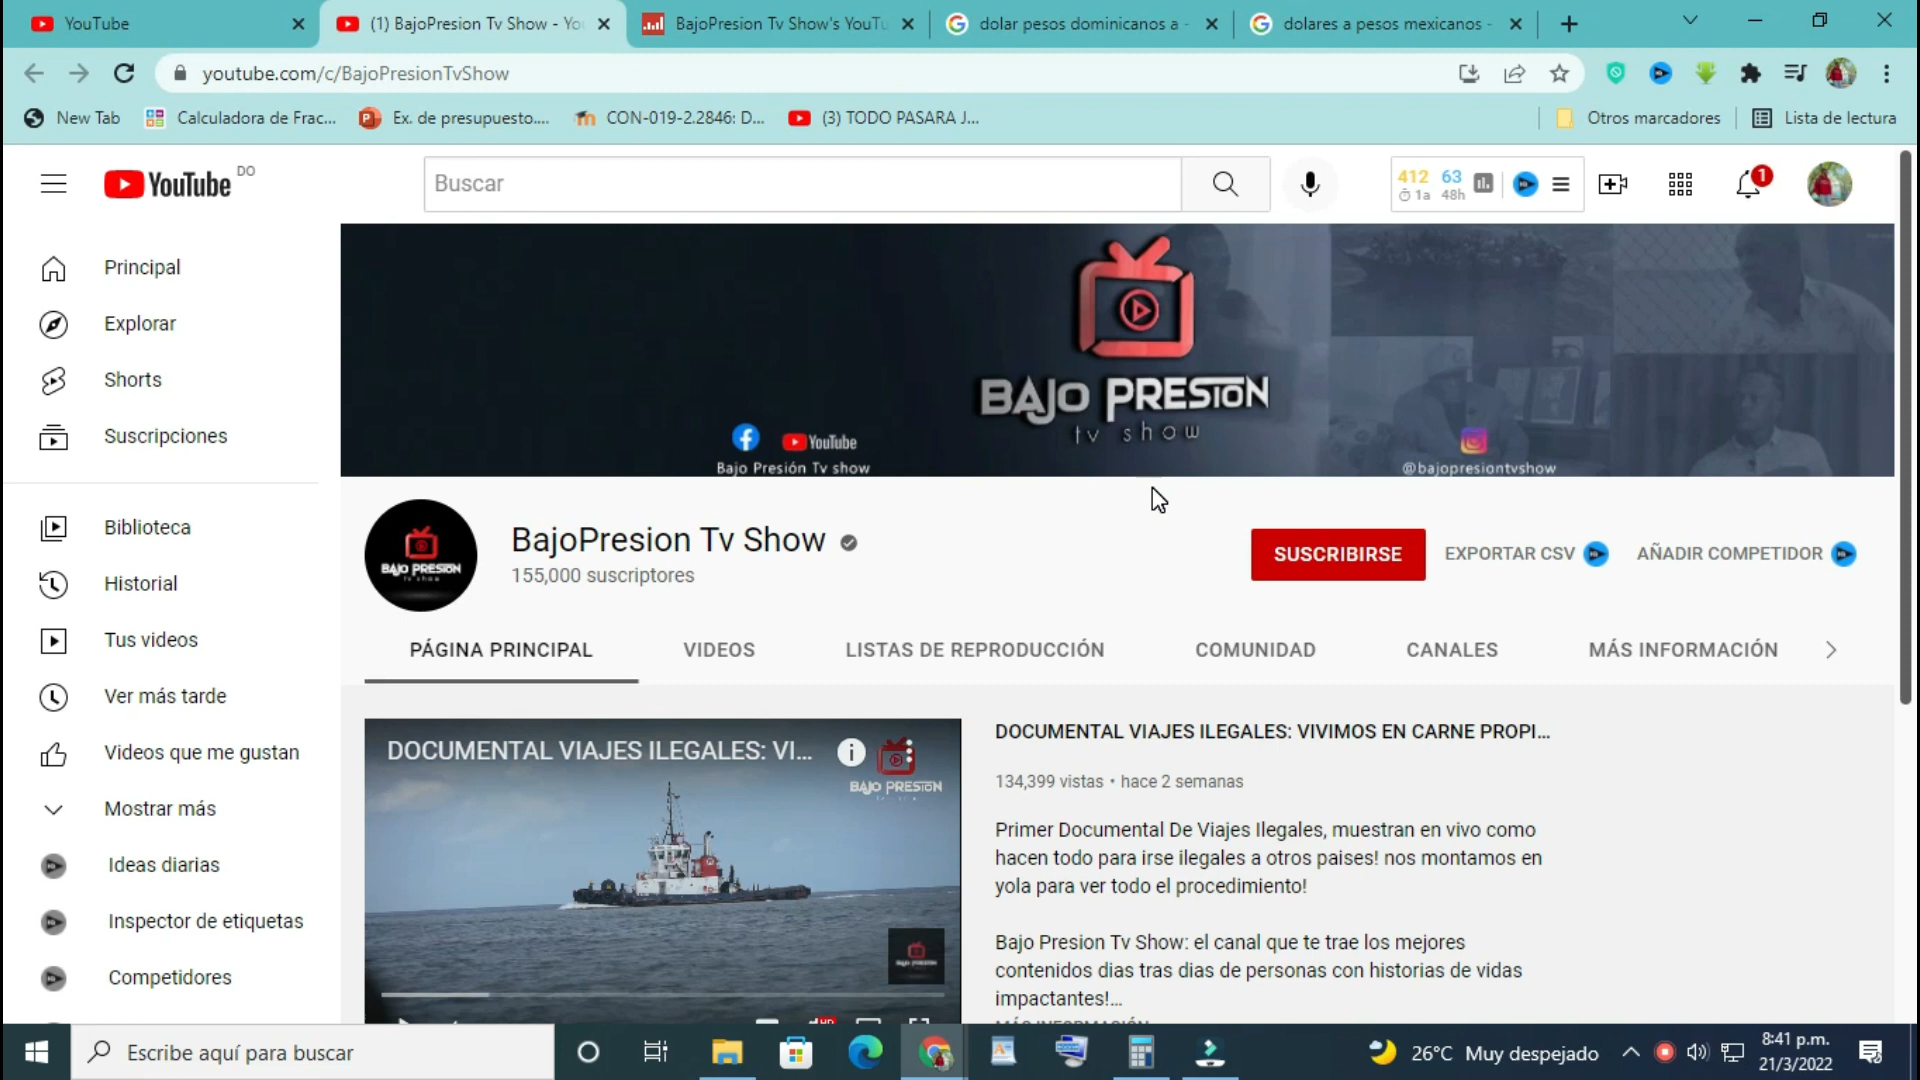 YouTube
(1) BajoPresion Tv Show - Yo
BajoPresion Tv Show's YouTu
dolar pesos dominicanos a -
dolares a pesos mexicanos -
youtube.com/c/BajoPresionTvShow
New Tab
Calculadora de Frac...
Ex. de presupuesto....
CON-019-2.2846: D...
(3) TODO PASARA J...
Otros marcadores
Lista de lectura
YouTube DO
Buscar
412 63
1a 48h
1
Principal
Explorar
Shorts
Suscripciones
Biblioteca
Historial
Tus videos
Ver más tarde
Videos que me gustan
Mostrar más
Ideas diarias
Inspector de etiquetas
Competidores
BAJO PRESION
tv show
YouTube
Bajo Presión Tv show
@bajopresiontvshow
BAJO PRESION
tv show
BajoPresion Tv Show
155,000 suscriptores
SUSCRIBIRSE
EXPORTAR CSV
AÑADIR COMPETIDOR
PÁGINA PRINCIPAL
VIDEOS
LISTAS DE REPRODUCCIÓN
COMUNIDAD
CANALES
MÁS INFORMACIÓN
DOCUMENTAL VIAJES ILEGALES: VI...
BAJO PRESION
HD
DOCUMENTAL VIAJES ILEGALES: VIVIMOS EN CARNE PROPI...
134,399 vistas • hace 2 semanas
Primer Documental De Viajes Ilegales, muestran en vivo como
hacen todo para irse ilegales a otros paises! nos montamos en
yola para ver todo el procedimiento!
Bajo Presion Tv Show: el canal que te trae los mejores
contenidos dias tras dias de personas con historias de vidas
impactantes!...
MÁS INFORMACIÓN
Escribe aquí para buscar
26°C Muy despejado
8:41 p.m.
21/3/2022